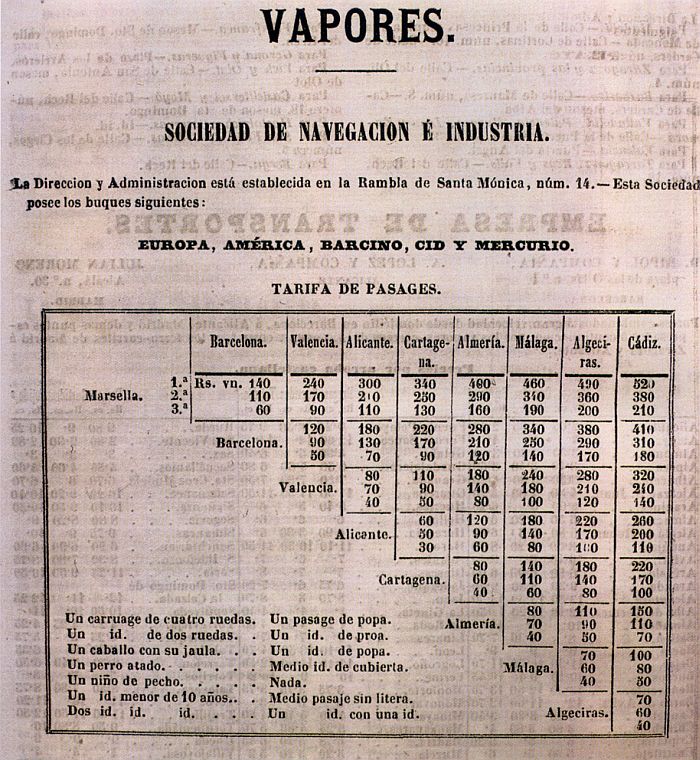 VAPORES.
SOCIEDAD DE NAVEGACION É INDUSTRIA.
La Direccion y Administracion está establecida en la Rambla de Santa Mónica, núm. 14.—Esta Sociedad
posee los buques siguientes:
EUROPA, AMÉRICA, BARCINO, CID Y MERCURIO.
TARIFA DE PASAGES.
Barcelona. Valencia. Alicante. Cartage- Almería. Málaga. Algeci- Cádiz.
na. ras.
1.ª Rs. vn. 140 240 300 340 400 460 490 520
Marsella. 2.ª 110 170 210 250 290 340 360 380
3.ª 60 90 110 130 160 190 200 210
120 180 220 280 340 380 410
Barcelona. 90 130 170 210 250 290 310
50 70 90 120 140 170 180
80 110 180 240 280 320
Valencia. 70 90 140 180 210 240
40 50 80 100 120 140
60 120 180 220 260
Alicante. 50 90 140 170 200
30 60 80 100 110
80 140 180 220
Cartagena. 60 110 140 170
40 60 80 100
Un carruage de cuatro ruedas. Un pasage de popa. 80 110 150
Un id. de dos ruedas. . Un id. de proa. Almería. 70 90 110
Un caballo con su jaula. . . Un id. de popa. 40 50 70
Un perro atado. . . . . . Medio id. de cubierta. 70 100
Un niño de pecho. . . . . Nada. Málaga. 60 80
40 50
Un id. menor de 10 años. . . Medio pasaje sin litera. 70
Dos id. id. id. . . . Un id. con una id. Algeciras. 60
40